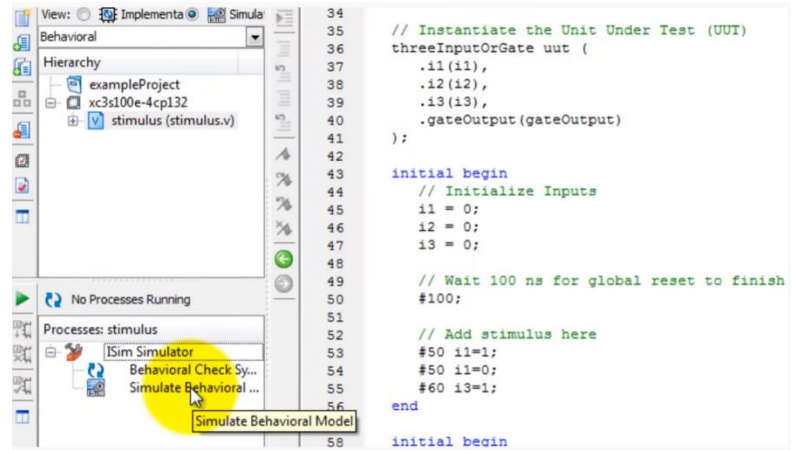 View: Implementa Simula
Behavioral
Hierarchy
exampleProject
xc3s100e-4cp132
stimulus (stimulus.v)
No Processes Running
Processes: stimulus
ISim Simulator
Behavioral Check Sy...
Simulate Behavioral ...
Simulate Behavioral Model
34
35 // Instantiate the Unit Under Test (UUT)
36 threeInputOrGate uut (
37 .i1(i1),
38 .i2(i2),
39 .i3(i3),
40 .gateOutput(gateOutput)
41 );
42
43 initial begin
44 // Initialize Inputs
45 i1 = 0;
46 i2 = 0;
47 i3 = 0;
48
49 // Wait 100 ns for global reset to finish
50 #100;
51
52 // Add stimulus here
53 #50 i1=1;
54 #50 i1=0;
55 #60 i3=1;
56 end
58 initial begin